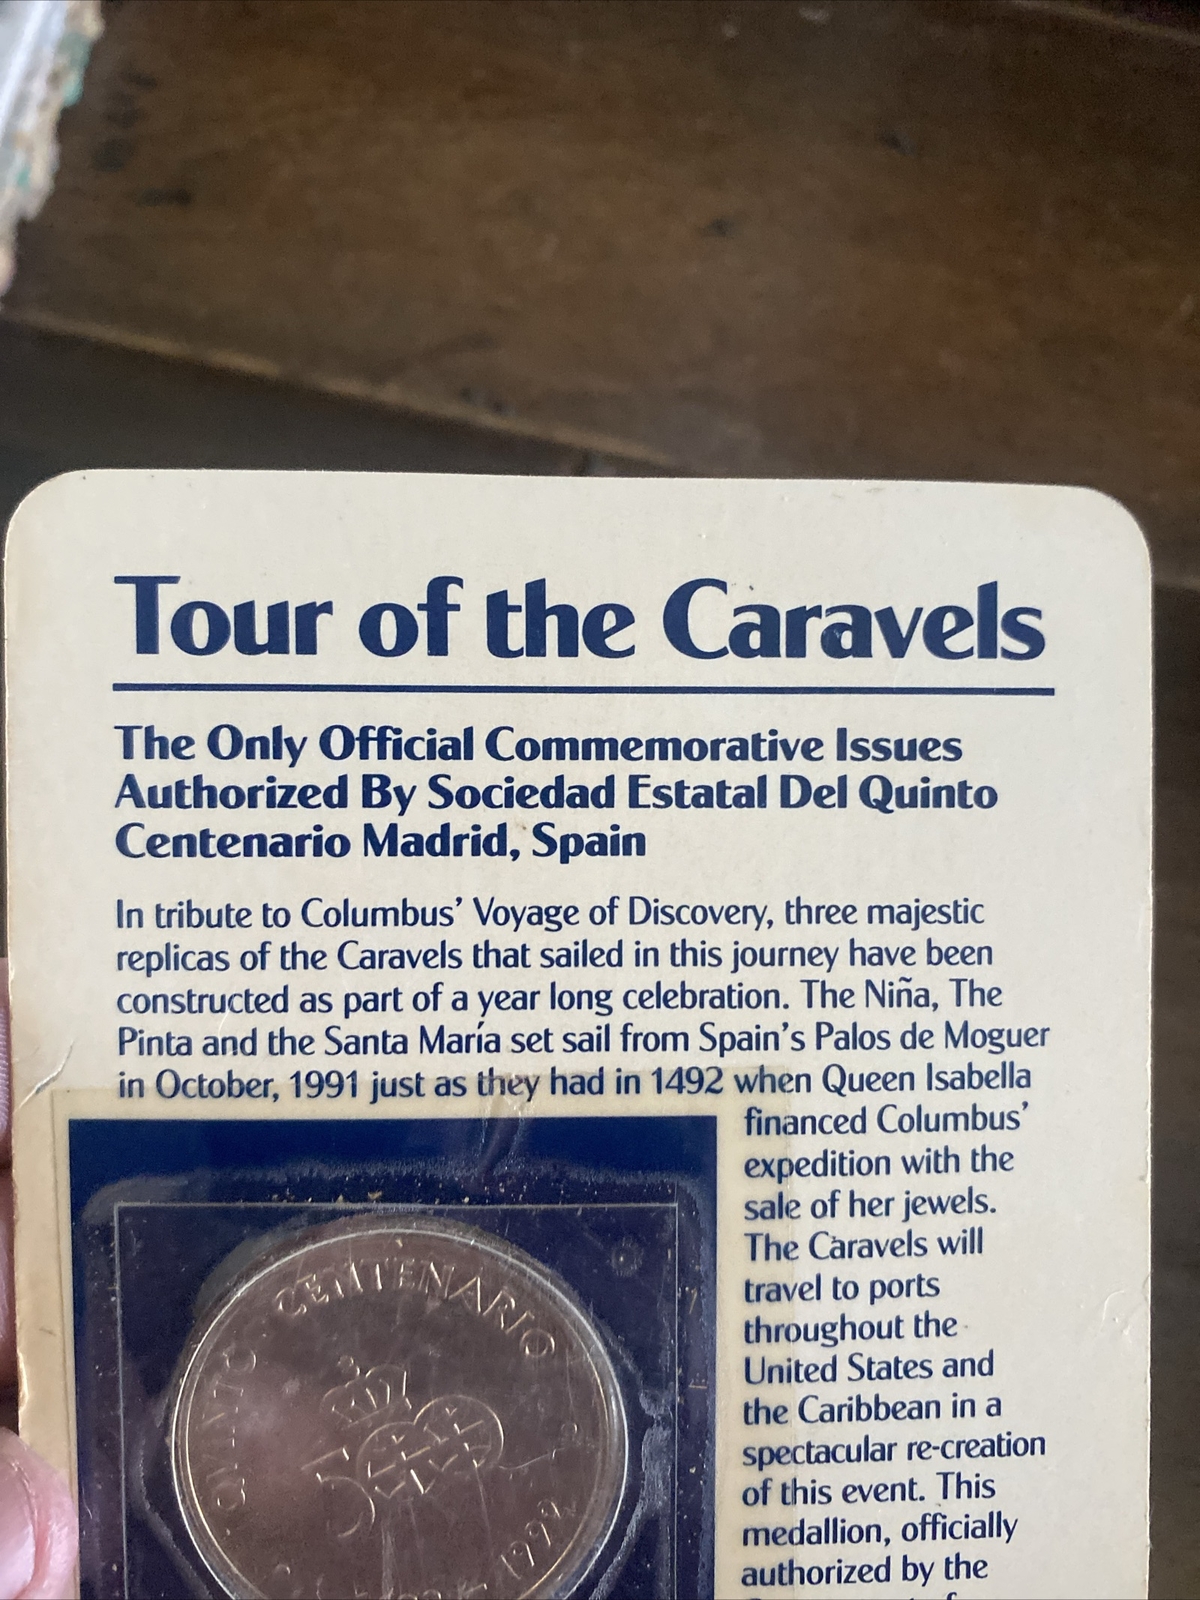 Tour of the Caravels
The Only Official Commemorative Issues
Authorized By Sociedad Estatal Del Quinto
Centenario Madrid, Spain
In tribute to Columbus' Voyage of Discovery, three majestic
replicas of the Caravels that sailed in this journey have been
constructed as part of a year long celebration. The Niña, The
Pinta and the Santa María set sail from Spain's Palos de Moguer
in October, 1991 just as they had in 1492 when Queen Isabella
financed Columbus'
expedition with the
sale of her jewels.
The Caravels will
travel to ports
throughout the
United States and
the Caribbean in a
spectacular re-creation
of this event. This
medallion, officially
authorized by the
QUINTO CENTENARIO